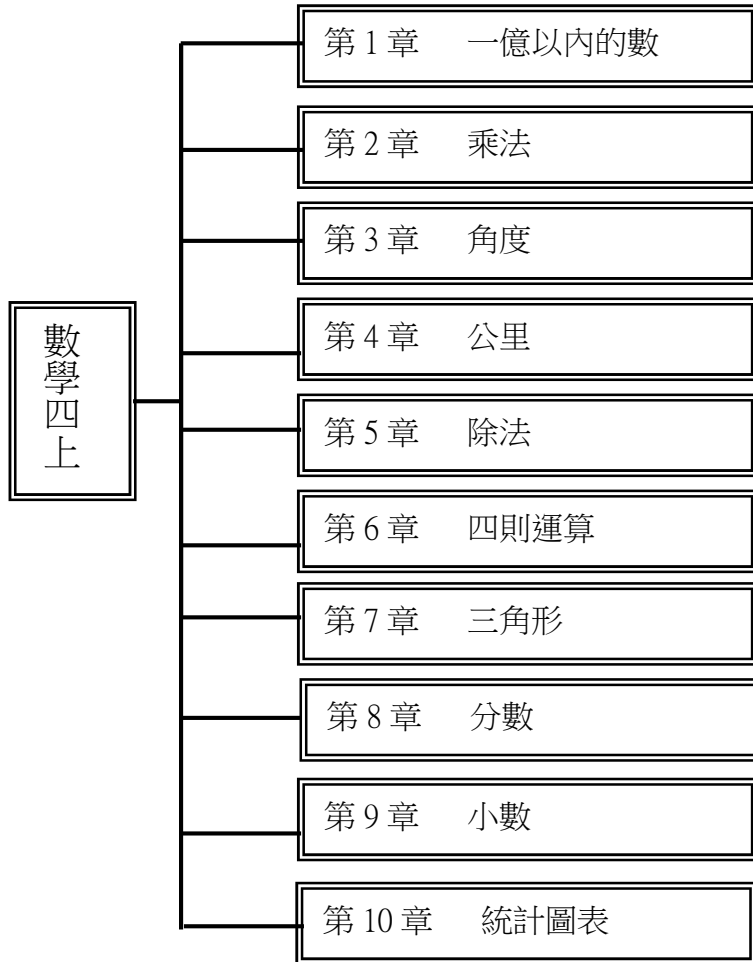 數學四上
第1章 一億以內的數
第2章 乘法
第3章 角度
第4章 公里
第5章 除法
第6章 四則運算
第7章 三角形
第8章 分數
第9章 小數
第10章 統計圖表